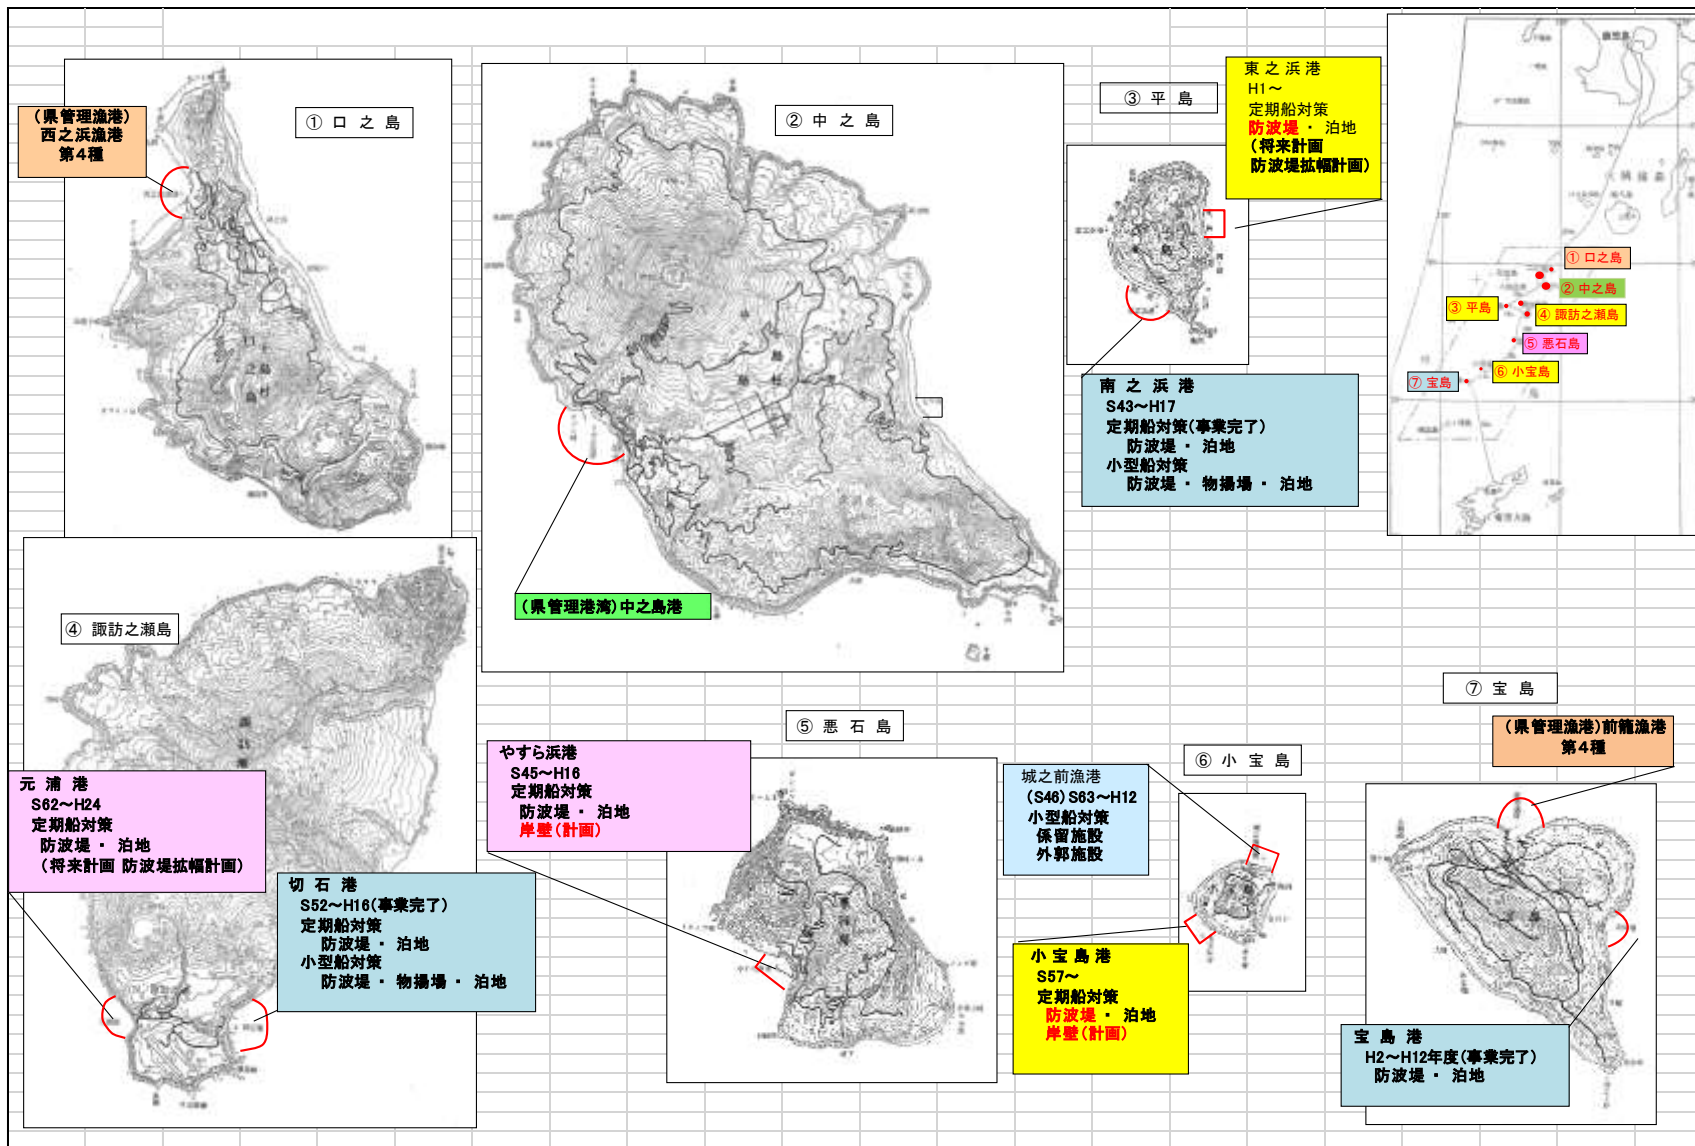 (県管理漁港)
西之浜漁港
第4種
① 口 之 島
② 中 之 島
(県管理港湾)中之島港
③ 平 島
東 之 浜 港
H1～
定期船対策
防波堤 ・ 泊地
(将来計画
防波堤拡幅計画)
南 之 浜 港
S43～H17
定期船対策(事業完了)
防波堤 ・ 泊地
小型船対策
防波堤 ・ 物揚場 ・ 泊地
① 口之島
② 中之島
③ 平島
④ 諏訪之瀬島
⑤ 悪石島
⑥ 小宝島
⑦ 宝島
④ 諏訪之瀬島
元 浦 港
S62～H24
定期船対策
防波堤 ・ 泊地
(将来計画 防波堤拡幅計画)
切 石 港
S52～H16(事業完了)
定期船対策
防波堤 ・ 泊地
小型船対策
防波堤 ・ 物揚場 ・ 泊地
⑤ 悪 石 島
やすら浜港
S45～H16
定期船対策
防波堤 ・ 泊地
岸壁(計画)
⑥ 小 宝 島
城之前漁港
(S46)S63～H12
小型船対策
係留施設
外郭施設
小 宝 島 港
S57～
定期船対策
防波堤 ・ 泊地
岸壁(計画)
⑦ 宝 島
(県管理漁港)前籠漁港
第4種
宝 島 港
H2～H12年度(事業完了)
防波堤 ・ 泊地